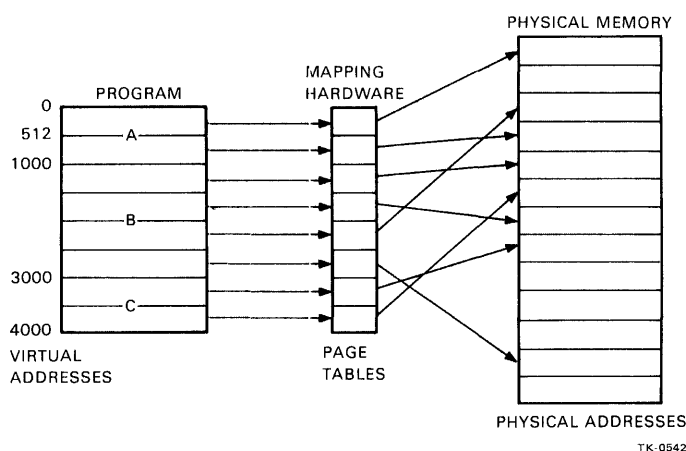 PHYSICAL MEMORY
MAPPING
HARDWARE
PROGRAM
0
512
A
1000
B
3000
C
4000
VIRTUAL
ADDRESSES
PAGE
TABLES
PHYSICAL ADDRESSES
TK-0542